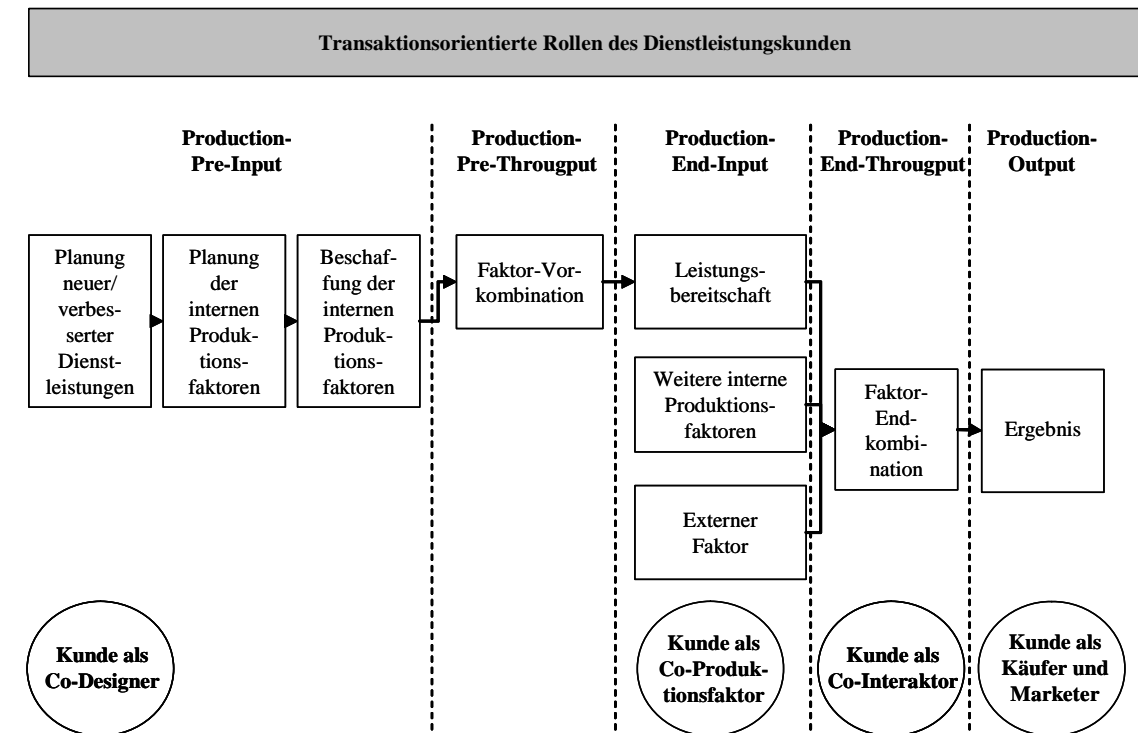 Transaktionsorientierte Rollen des Dienstleistungskunden
Production-
Pre-Input
Production-
Pre-Througput
Production-
End-Input
Production-
End-Througput
Production-
Output
Planung
neuer/
verbes-
serter
Dienst-
leistungen
Planung
der
internen
Produk-
tions-
faktoren
Beschaf-
fung der
internen
Produk-
tions-
faktoren
Faktor-Vor-
kombination
Leistungs-
bereitschaft
Weitere interne
Produktions-
faktoren
Externer
Faktor
Faktor-
End-
kombi-
nation
Ergebnis
Kunde als
Co-Designer
Kunde als
Co-Produk-
tionsfaktor
Kunde als
Co-Interaktor
Kunde als
Käufer und
Marketer